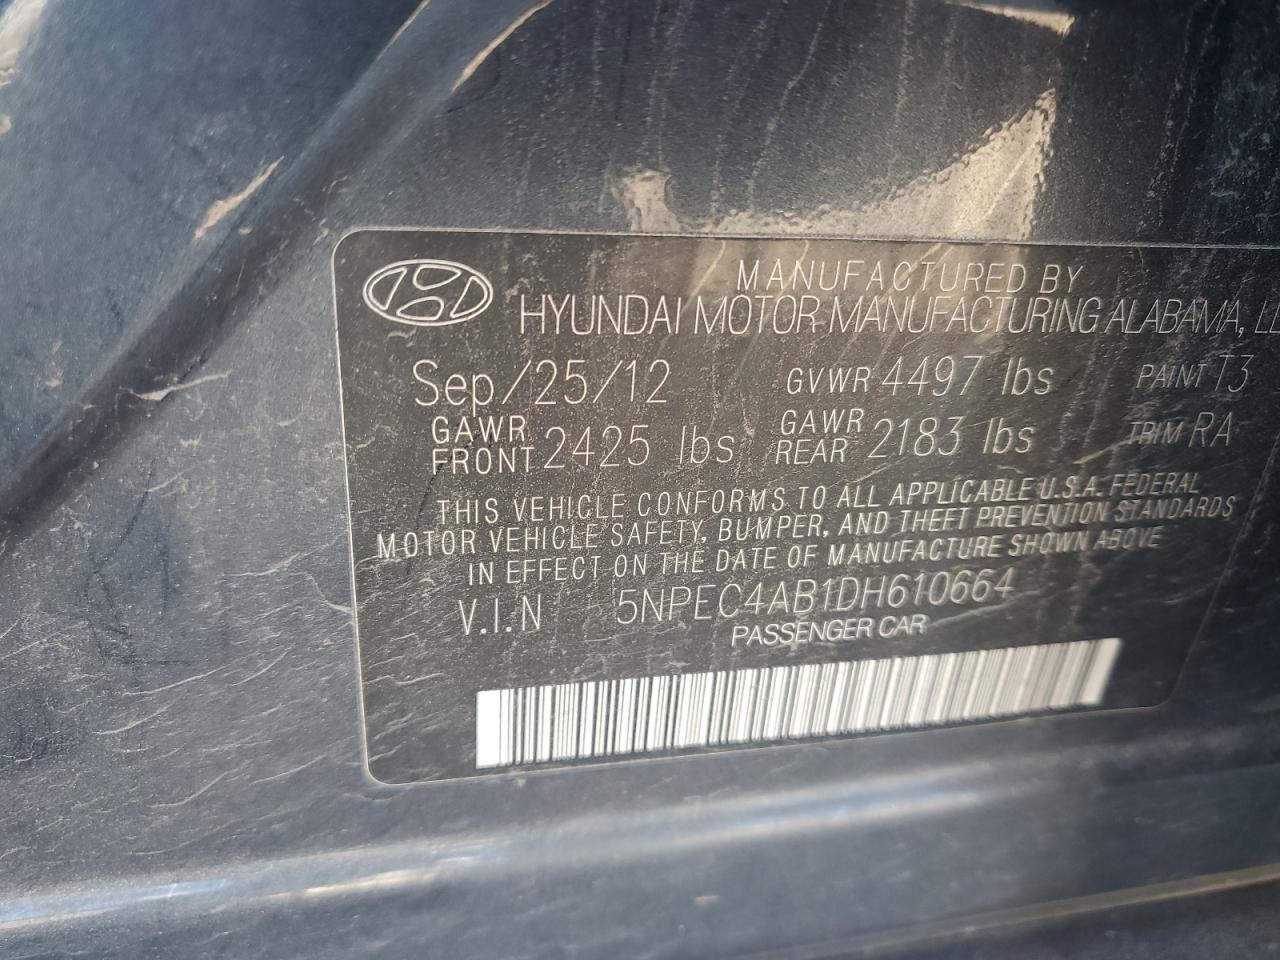 MANUFACTURED BY
HYUNDAI MOTOR MANUFACTURING ALABAMA,
Sep/25/12 GVWR 4497 lbs PAINT T3
GAWR FRONT 2425 lbs GAWR REAR 2183 lbs TRIM RA
THIS VEHICLE CONFORMS TO ALL APPLICABLE U.S.A. FEDERAL
MOTOR VEHICLE SAFETY, BUMPER, AND THEFT PREVENTION STANDARDS
IN EFFECT ON THE DATE OF MANUFACTURE SHOWN ABOVE
V.I.N 5NPEC4AB1DH610664
PASSENGER CAR